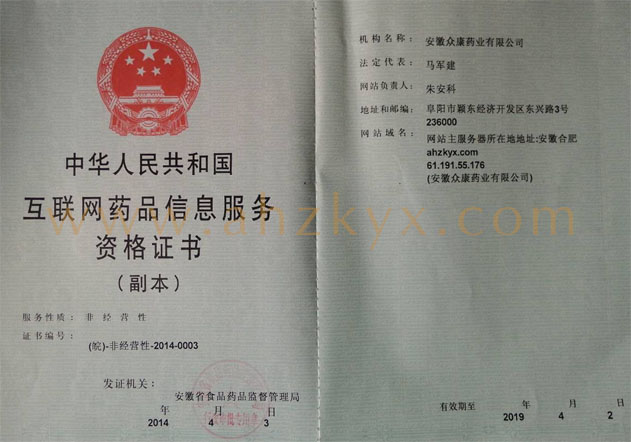 中华人民共和国
互联网药品信息服务
资格证书
(副本)
服务性质: 非经营性
证书编号:
(皖)-非经营性-2014-0003
发证机关:
安徽省食品药品监督管理局
年 月 日
2014 4 3
机构名称: 安徽众康药业有限公司
法定代表: 马军建
网站负责人: 朱安科
地址和邮编: 阜阳市颍东经济开发区东兴路3号
236000
网站域名: 网站主服务器所在地地址:安徽合肥
ahzkyx.com
61.191.55.176
(安徽众康药业有限公司)
有效期至 年 月 日
2019 4 2
www.ahzkyx.com